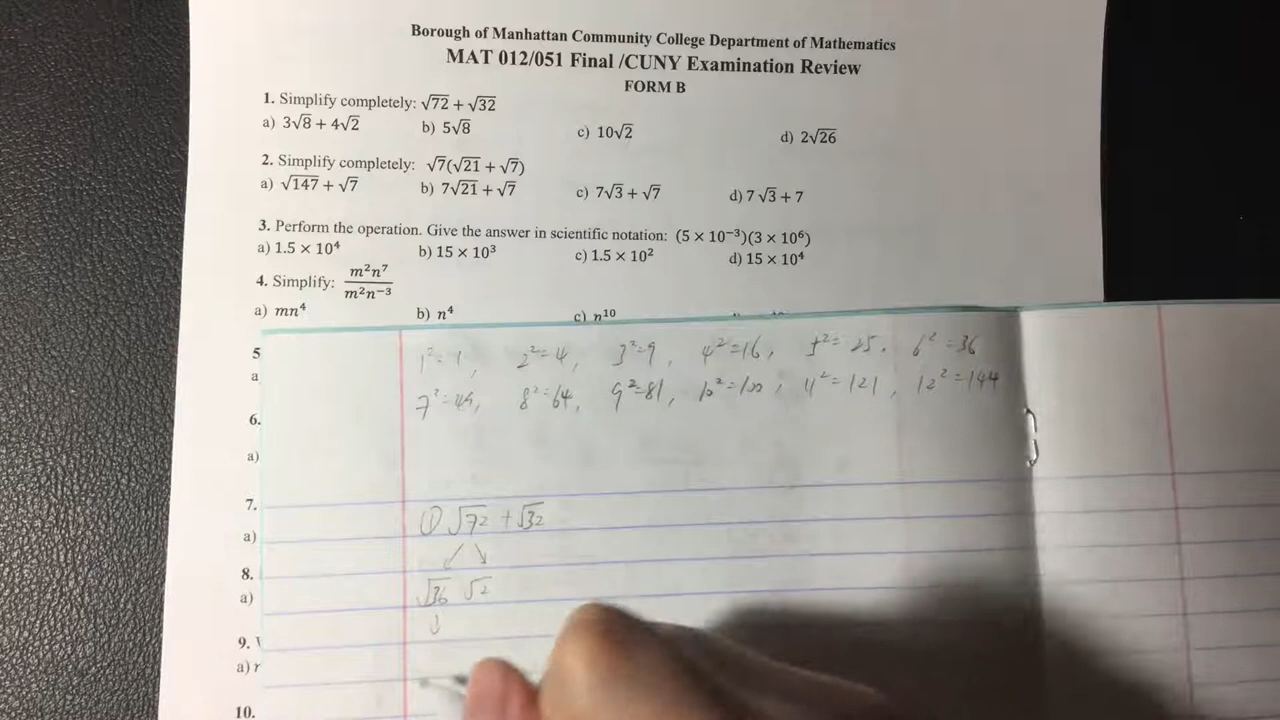 Borough of Manhattan Community College Department of Mathematics
MAT 012/051 Final /CUNY Examination Review
FORM B
1. Simplify completely: √72 + √32
a) 3√8 + 4√2 b) 5√8 c) 10√2 d) 2√26
2. Simplify completely: √7(√21 + √7)
a) √147 + √7 b) 7√21 + √7 c) 7√3 + √7 d) 7 √3 + 7
3. Perform the operation. Give the answer in scientific notation: (5 × 10⁻³)(3 × 10⁶)
a) 1.5 × 10⁴ b) 15 × 10³ c) 1.5 × 10² d) 15 × 10⁴
4. Simplify: m²n⁷/m²n⁻³
a) mn⁴ b) n⁴ c) n¹⁰
5 1²=1, 2²=4, 3²=9, 4²=16, 5²=25, 6²=36
a 7²=49, 8²=64, 9²=81, 10²=100, 11²=121, 12²=144
6.
a)
7. ① √72 + √32
a)
8.
a) √36 √2
9.
a) r
10.